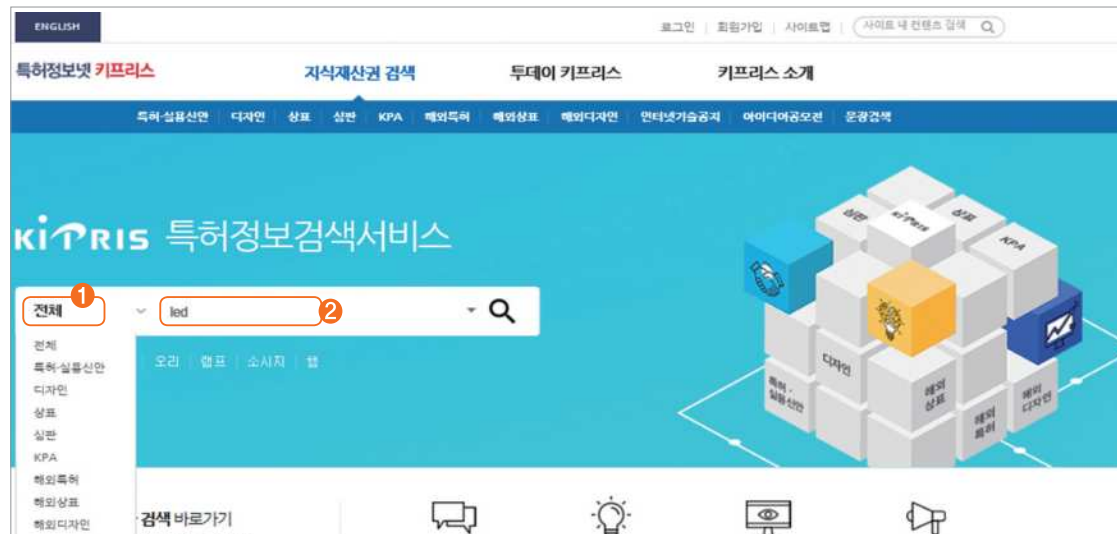 ENGLISH
로그인 | 회원가입 | 사이트맵 | 사이트 내 컨텐츠 검색
특허정보넷 키프리스
지식재산권 검색 투데이 키프리스 키프리스 소개
특허·실용신안 디자인 상표 심판 KPA 해외특허 해외상표 해외디자인 인터넷기술공지 아이디어공모전 문장검색
KIPRIS 특허정보검색서비스
심판 KIPRIS 상표 KPA
1
전체 led 2
전체
특허·실용신안 | 오리 | 램프 | 소시지 | 탭
디자인
상표
심판
KPA
해외특허
해외상표
해외디자인
디자인
특허·
실용신안
해외
상표
해외
특허
해외
디자인
검색 바로가기